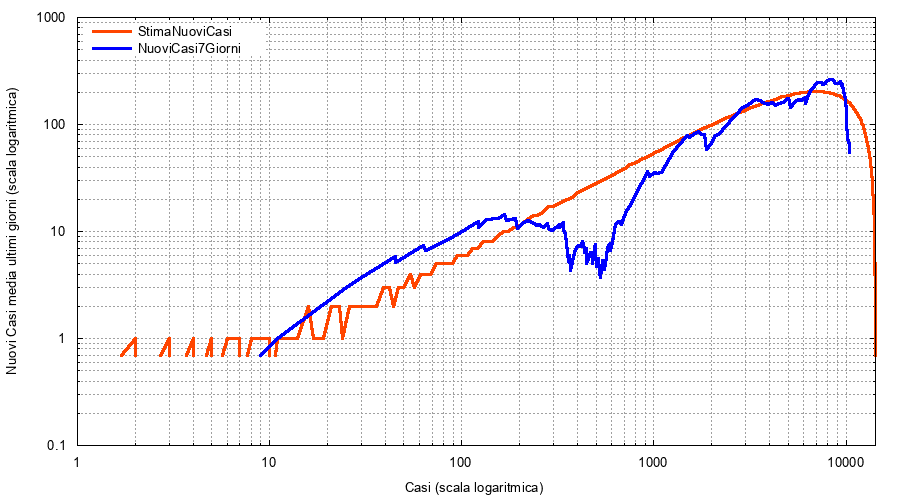 1000
StimaNuoviCasi
NuoviCasi7Giorni
100
10
1
0.1
Nuovi Casi media ultimi giorni (scala logaritmica)
1 10 100 1000 10000
Casi (scala logaritmica)